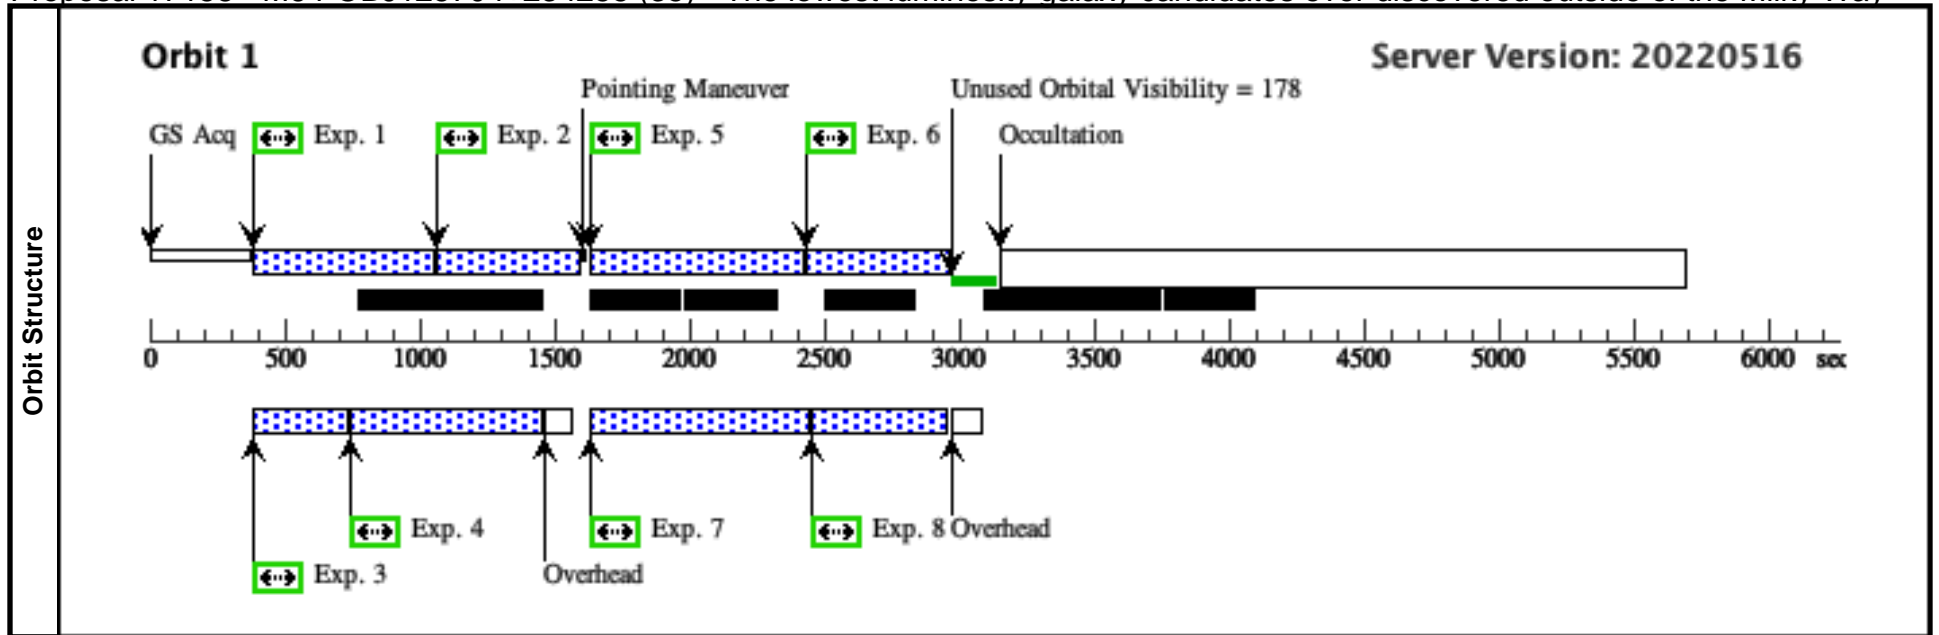 Orbit 1
Server Version: 20220516
Pointing Maneuver
Unused Orbital Visibility = 178
GS Acq
Exp. 1
Exp. 2
Exp. 5
Exp. 6
Occultation
Orbit Structure
0 500 1000 1500 2000 2500 3000 3500 4000 4500 5000 5500 6000 sec
Exp. 4
Exp. 7
Exp. 8
Overhead
Exp. 3
Overhead